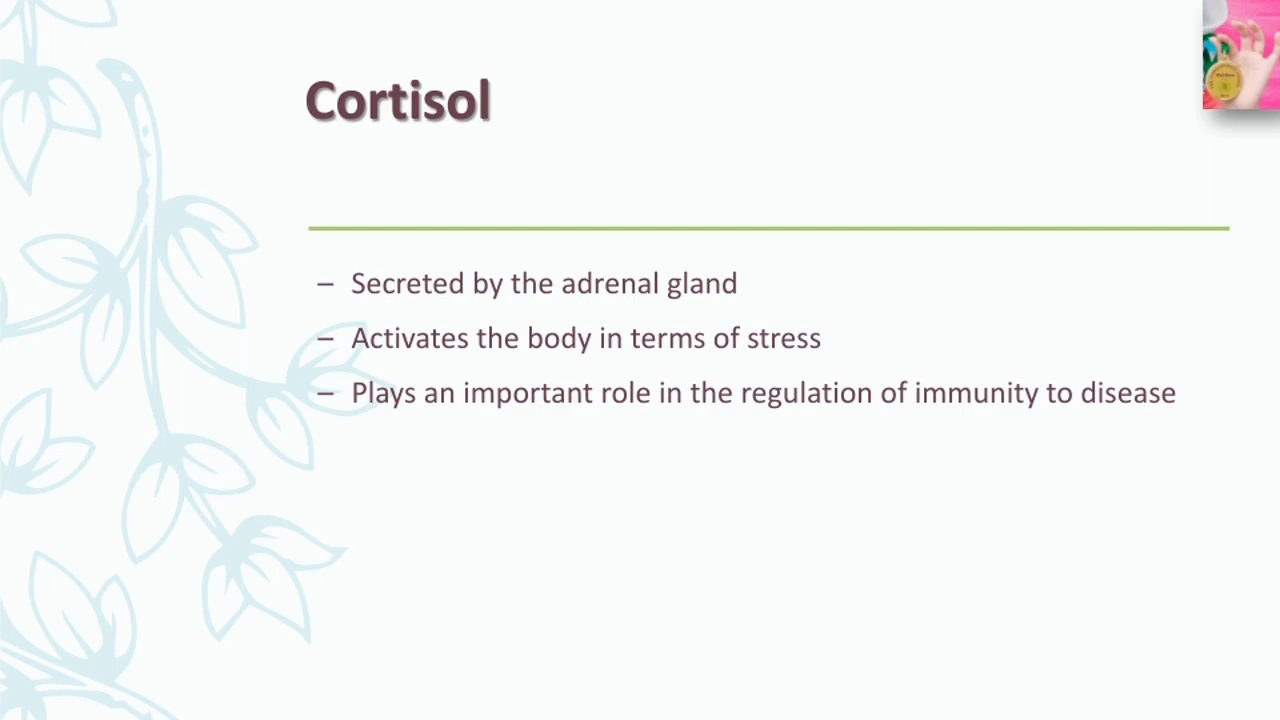 Cortisol
– Secreted by the adrenal gland
– Activates the body in terms of stress
– Plays an important role in the regulation of immunity to disease